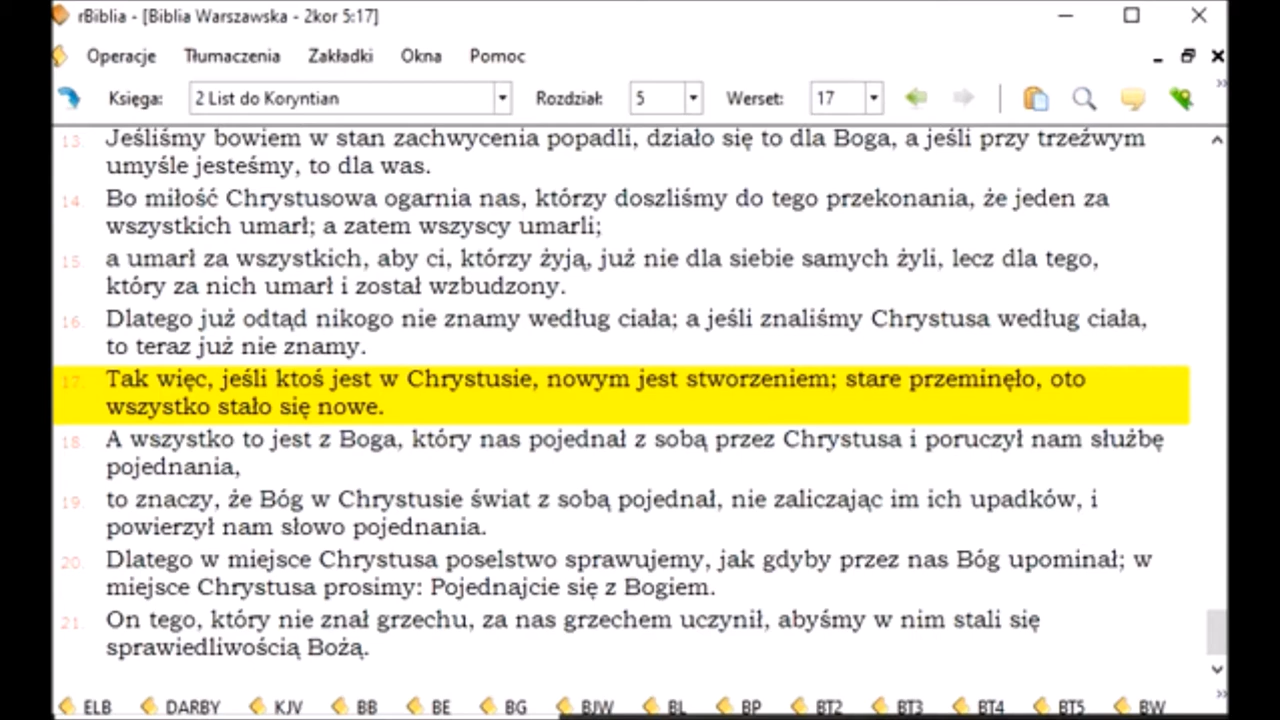 rBiblia - [Biblia Warszawska - 2kor 5:17]
Operacje Tłumaczenia Zakładki Okna Pomoc
Księga: 2 List do Koryntian Rozdział: 5 Werset: 17
13. Jeśliśmy bowiem w stan zachwycenia popadli, działo się to dla Boga, a jeśli przy trzeźwym
umyśle jesteśmy, to dla was.
14. Bo miłość Chrystusowa ogarnia nas, którzy doszliśmy do tego przekonania, że jeden za
wszystkich umarł; a zatem wszyscy umarli;
15. a umarł za wszystkich, aby ci, którzy żyją, już nie dla siebie samych żyli, lecz dla tego,
który za nich umarł i został wzbudzony.
16. Dlatego już odtąd nikogo nie znamy według ciała; a jeśli znaliśmy Chrystusa według ciała,
to teraz już nie znamy.
17. Tak więc, jeśli ktoś jest w Chrystusie, nowym jest stworzeniem; stare przeminęło, oto
wszystko stało się nowe.
18. A wszystko to jest z Boga, który nas pojednał z sobą przez Chrystusa i poruczył nam służbę
pojednania,
19. to znaczy, że Bóg w Chrystusie świat z sobą pojednał, nie zaliczając im ich upadków, i
powierzył nam słowo pojednania.
20. Dlatego w miejsce Chrystusa poselstwo sprawujemy, jak gdyby przez nas Bóg upominał; w
miejsce Chrystusa prosimy: Pojednajcie się z Bogiem.
21. On tego, który nie znał grzechu, za nas grzechem uczynił, abyśmy w nim stali się
sprawiedliwością Bożą.
ELB DARBY KJV BB BE BG BJW BL BP BT2 BT3 BT4 BT5 BW